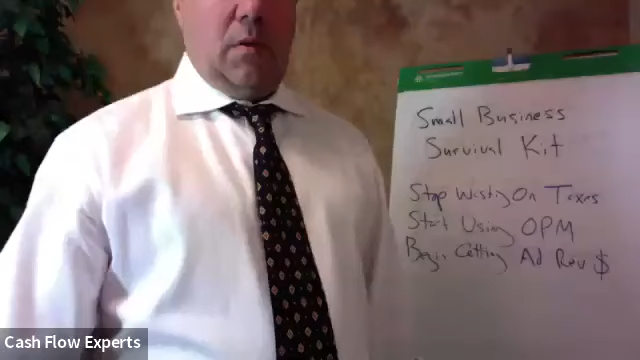 Small Business
Survival Kit
Stop Wasting On Taxes
Start Using OPM
Begin Getting Ad Rev $
Cash Flow Experts